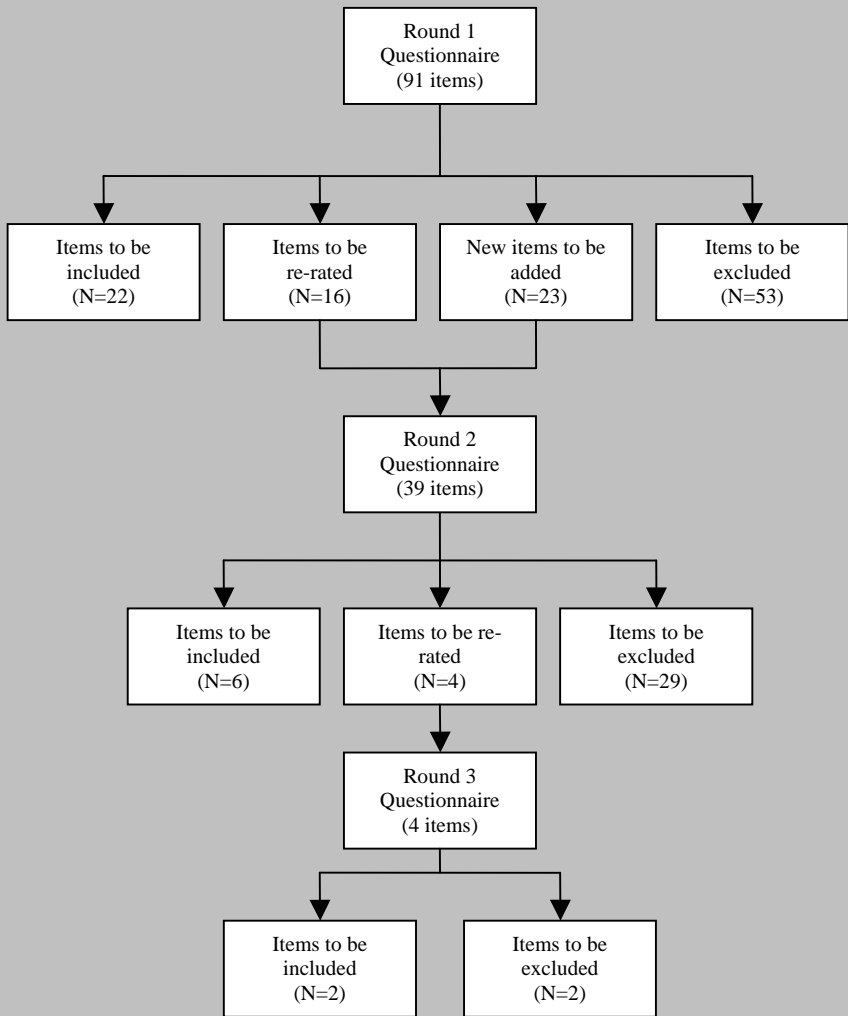 Round 1
Questionnaire
(91 items)
Items to be
included
(N=22)
Items to be
re-rated
(N=16)
New items to be
added
(N=23)
Items to be
excluded
(N=53)
Round 2
Questionnaire
(39 items)
Items to be
included
(N=6)
Items to be re-
rated
(N=4)
Items to be
excluded
(N=29)
Round 3
Questionnaire
(4 items)
Items to be
included
(N=2)
Items to be
excluded
(N=2)